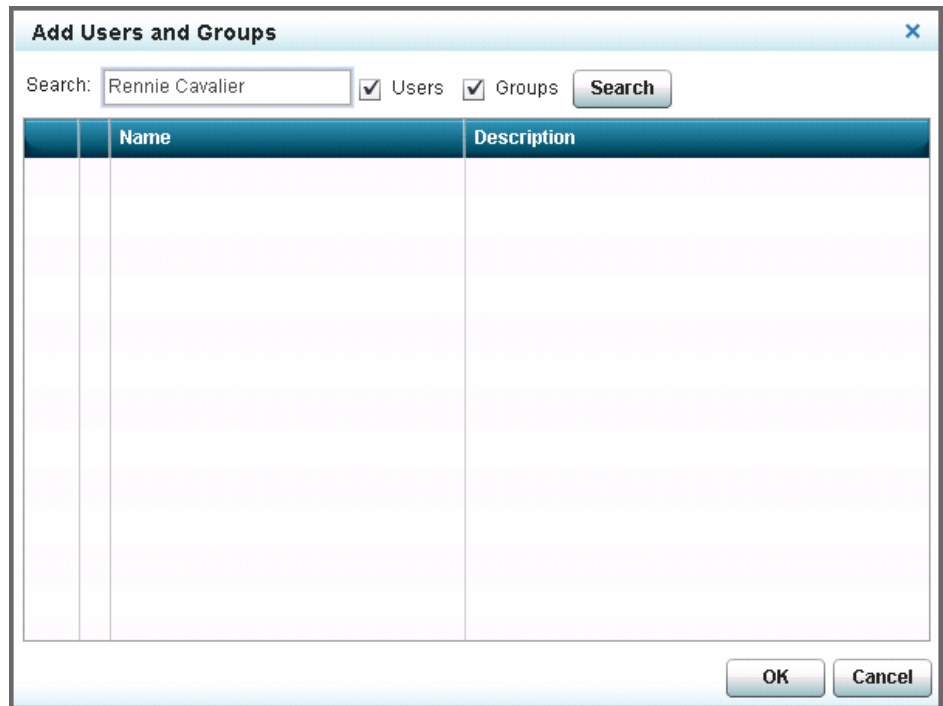 Add Users and Groups
Search: Rennie Cavalier Users Groups Search
Name Description
OK Cancel